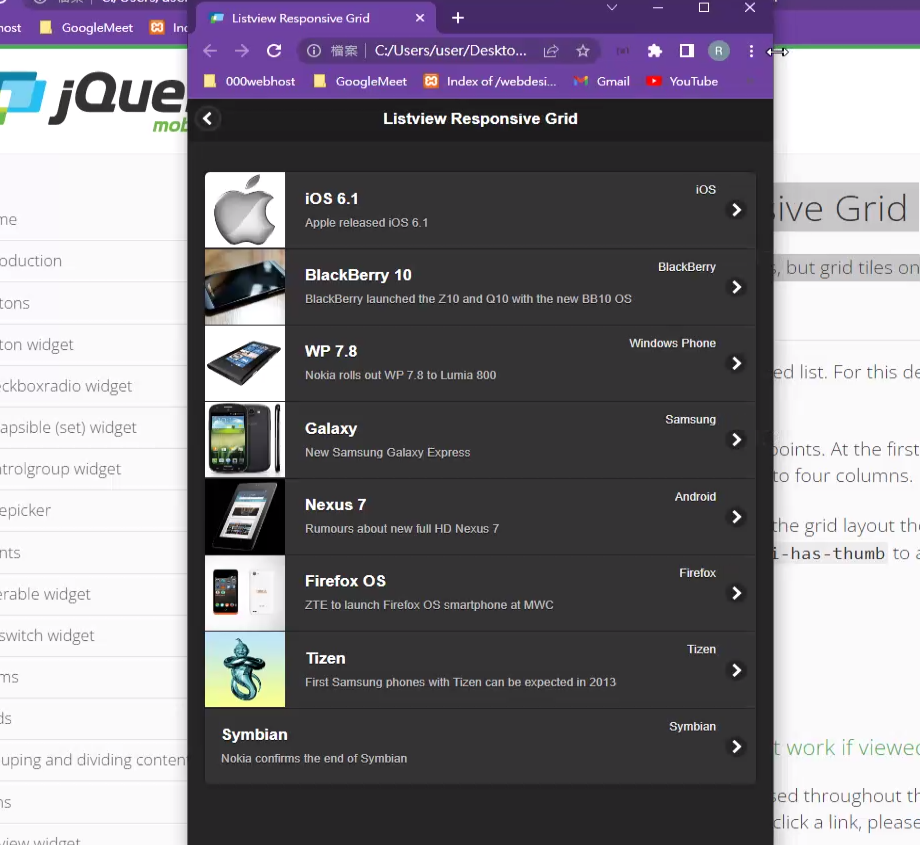 Listview Responsive Grid
檔案
C:/Users/user/Deskto...
R
host
GoogleMeet
000webhost
GoogleMeet
Index of /webdesi...
Gmail
YouTube
jQue
mob
Listview Responsive Grid
iOS 6.1
Apple released iOS 6.1
iOS
BlackBerry 10
BlackBerry launched the Z10 and Q10 with the new BB10 OS
BlackBerry
WP 7.8
Nokia rolls out WP 7.8 to Lumia 800
Windows Phone
Galaxy
New Samsung Galaxy Express
Samsung
Nexus 7
Rumours about new full HD Nexus 7
Android
Firefox OS
ZTE to launch Firefox OS smartphone at MWC
Firefox
Tizen
First Samsung phones with Tizen can be expected in 2013
Tizen
Symbian
Nokia confirms the end of Symbian
Symbian
me
oduction
tons
ton widget
eckboxradio widget
apsible (set) widget
ntrolgroup widget
epicker
nts
erable widget
switch widget
ms
ds
uping and dividing conten
ns
view widget
sive Grid
s, but grid tiles on
ed list. For this de
points. At the first
to four columns.
the grid layout the
i-has-thumb to a
t work if viewed
sed throughout th
click a link, please